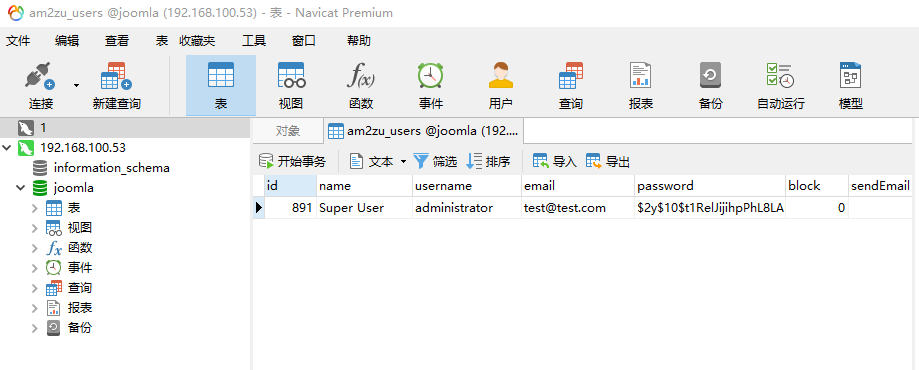 am2zu_users @joomla (192.168.100.53) - 表 - Navicat Premium
文件 编辑 查看 表 收藏夹 工具 窗口 帮助
f(x)
连接 新建查询 表 视图 函数 事件 用户 查询 报表 备份 自动运行 模型
1
192.168.100.53
information_schema
joomla
表
视图
fx 函数
事件
查询
报表
备份
对象 am2zu_users @joomla (192....
开始事务 文本 筛选 排序 导入 导出
id name username email password block sendEmail
891 Super User administrator test@test.com $2y$10$t1RelJijihpPhL8LA 0